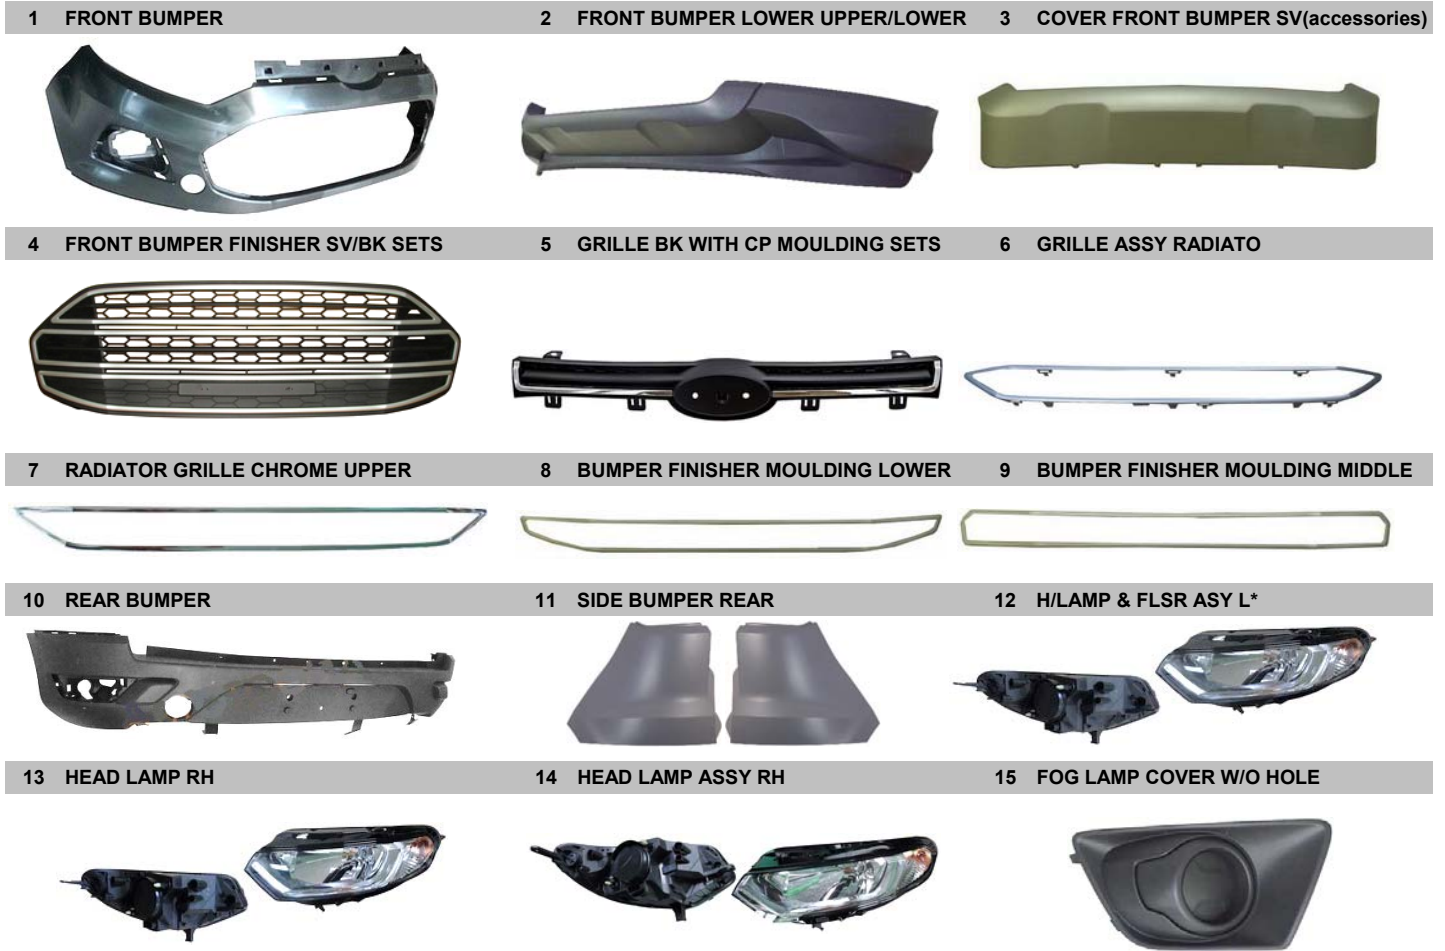 1 FRONT BUMPER
2 FRONT BUMPER LOWER UPPER/LOWER
3 COVER FRONT BUMPER SV(accessories)
4 FRONT BUMPER FINISHER SV/BK SETS
5 GRILLE BK WITH CP MOULDING SETS
6 GRILLE ASSY RADIATO
7 RADIATOR GRILLE CHROME UPPER
8 BUMPER FINISHER MOULDING LOWER
9 BUMPER FINISHER MOULDING MIDDLE
10 REAR BUMPER
11 SIDE BUMPER REAR
12 H/LAMP & FLSR ASY L*
13 HEAD LAMP RH
14 HEAD LAMP ASSY RH
15 FOG LAMP COVER W/O HOLE